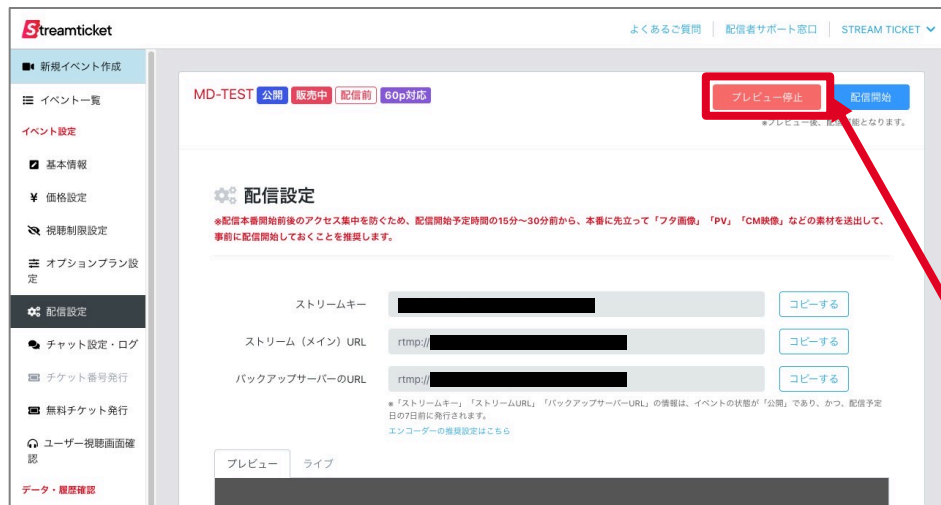 Streamticket
よくあるご質問
配信者サポート窓口
STREAM TICKET
新規イベント作成
イベント一覧
イベント設定
基本情報
価格設定
視聴制限設定
オプションプラン設
定
配信設定
チャット設定・ログ
チケット番号発行
無料チケット発行
ユーザー視聴画面確
認
データ・履歴確認
MD-TEST 公開 販売中 配信前 60p対応
プレビュー停止
配信開始
※プレビュー後、配信可能となります。
配信設定
※配信本番開始前後のアクセス集中を防ぐため、配信開始予定時間の15分〜30分前から、本番に先立って「フタ画像」「PV」「CM映像」などの素材を送出して、
事前に配信開始しておくことを推奨します。
ストリームキー
コピーする
ストリーム（メイン）URL
rtmp://
コピーする
バックアップサーバーのURL
rtmp://
コピーする
※「ストリームキー」「ストリームURL」「バックアップサーバーURL」の情報は、イベントの状態が「公開」であり、かつ、配信予定
日の7日前に発行されます。
エンコーダーの推奨設定はこちら
プレビュー
ライブ